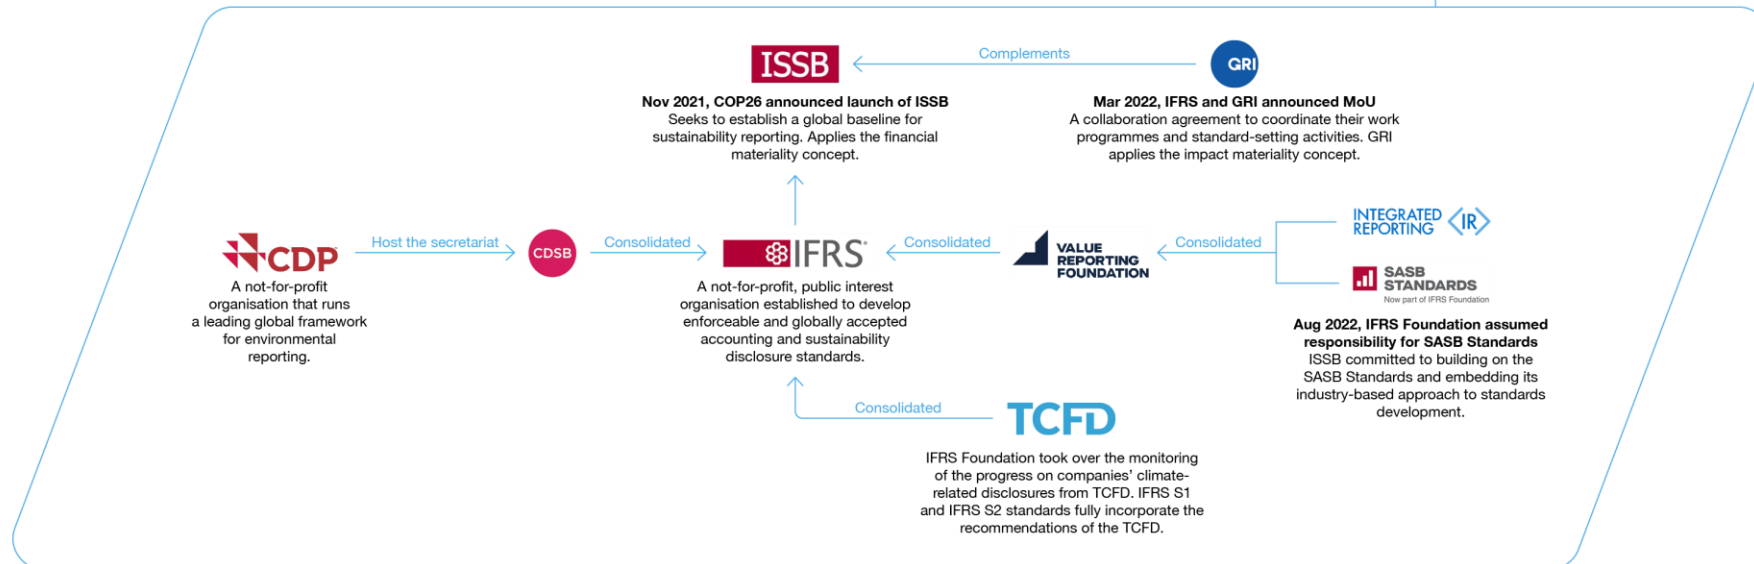 ISSB
Complements
GRI
Nov 2021, COP26 announced launch of ISSB
Seeks to establish a global baseline for
sustainability reporting. Applies the financial
materiality concept.
Mar 2022, IFRS and GRI announced MoU
A collaboration agreement to coordinate their work
programmes and standard-setting activities. GRI
applies the impact materiality concept.
CDP
Host the secretariat
CDSB
Consolidated
IFRS®
Consolidated
VALUE
REPORTING
FOUNDATION
Consolidated
INTEGRATED
REPORTING
<IR>
SASB
STANDARDS
Now part of IFRS Foundation
A not-for-profit
organisation that runs
a leading global framework
for environmental
reporting.
A not-for-profit, public interest
organisation established to develop
enforceable and globally accepted
accounting and sustainability
disclosure standards.
Aug 2022, IFRS Foundation assumed
responsibility for SASB Standards
ISSB committed to building on the
SASB Standards and embedding its
industry-based approach to standards
development.
Consolidated
TCFD
IFRS Foundation took over the monitoring
of the progress on companies’ climate-
related disclosures from TCFD. IFRS S1
and IFRS S2 standards fully incorporate the
recommendations of the TCFD.